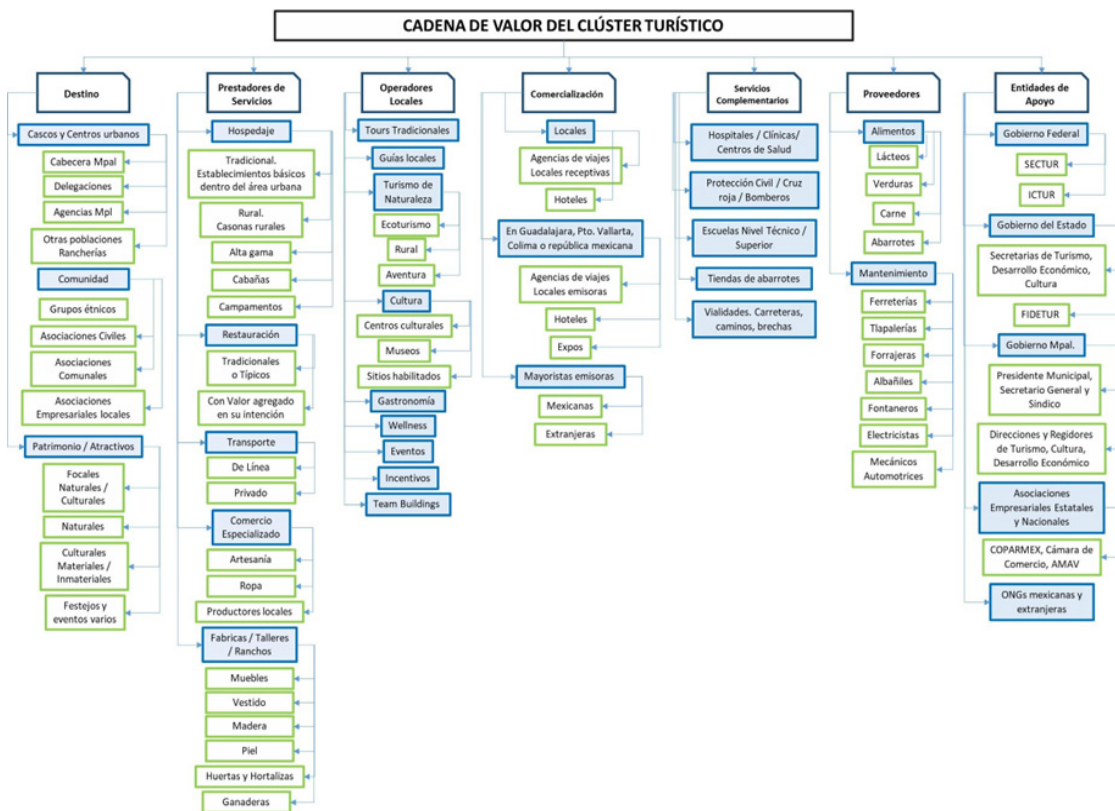 CADENA DE VALOR DEL CLÚSTER TURÍSTICO
Destino
Cascos y Centros urbanos
Cabecera Mpal
Delegaciones
Agencias Mpl
Otras poblaciones
Rancherías
Comunidad
Grupos étnicos
Asociaciones Civiles
Asociaciones
Comunales
Asociaciones
Empresariales locales
Patrimonio / Atractivos
Focales
Naturales /
Culturales
Naturales
Culturales
Materiales /
Inmateriales
Festejos y
eventos varios
Prestadores de
Servicios
Hospedaje
Tradicional.
Establecimientos básicos
dentro del área urbana
Rural.
Casonas rurales
Alta gama
Cabañas
Campamentos
Restauración
Tradicionales
o Típicos
Con Valor agregado
en su intención
Transporte
De Línea
Privado
Comercio
Especializado
Artesanía
Ropa
Productores locales
Fabricas / Talleres
/ Ranchos
Muebles
Vestido
Madera
Piel
Huertas y Hortalizas
Ganaderas
Operadores
Locales
Tours Tradicionales
Guías locales
Turismo de
Naturaleza
Ecoturismo
Rural
Aventura
Cultura
Centros culturales
Museos
Sitios habilitados
Gastronomía
Wellness
Eventos
Incentivos
Team Buildings
Comercialización
Locales
Agencias de viajes
Locales receptivas
Hoteles
En Guadalajara, Pto. Vallarta,
Colima o república mexicana
Agencias de viajes
Locales emisoras
Hoteles
Expos
Mayoristas emisoras
Mexicanas
Extranjeras
Servicios
Complementarios
Hospitales / Clínicas/
Centros de Salud
Protección Civil / Cruz
roja / Bomberos
Escuelas Nivel Técnico /
Superior
Tiendas de abarrotes
Vialidades. Carreteras,
caminos, brechas
Proveedores
Alimentos
Lácteos
Verduras
Carne
Abarrotes
Mantenimiento
Ferreterías
Tlapalerías
Forrajeras
Albañiles
Fontaneros
Electricistas
Mecánicos
Automotrices
Entidades de
Apoyo
Gobierno Federal
SECTUR
ICTUR
Gobierno del Estado
Secretarias de Turismo,
Desarrollo Económico,
Cultura
FIDETUR
Gobierno Mpal.
Presidente Municipal,
Secretario General y
Sindico
Direcciones y Regidores
de Turismo, Cultura,
Desarrollo Económico
Asociaciones
Empresariales Estatales
y Nacionales
COPARMEX, Cámara de
Comercio, AMAV
ONGs mexicanas y
extranjeras